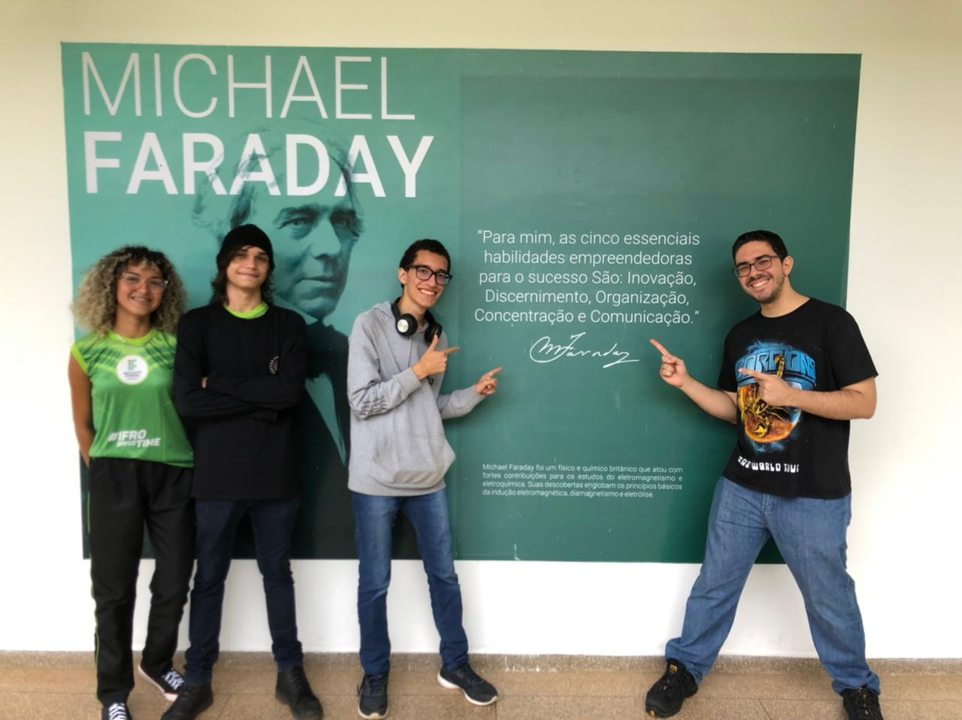 MICHAEL
FARADAY
"Para mim, as cinco essenciais
habilidades empreendedoras
para o sucesso São: Inovação,
Discernimento, Organização,
Concentração e Comunicação."
MFaraday
Michael Faraday foi um físico e químico britânico que atou com
fortes contribuições para os estudos do eletromagnetismo e
eletroquímica. Suas descobertas englobam os princípios básicos
da indução eletromagnética, diamagnetismo e eletrólise.
#IFRO
TIME
WORLD